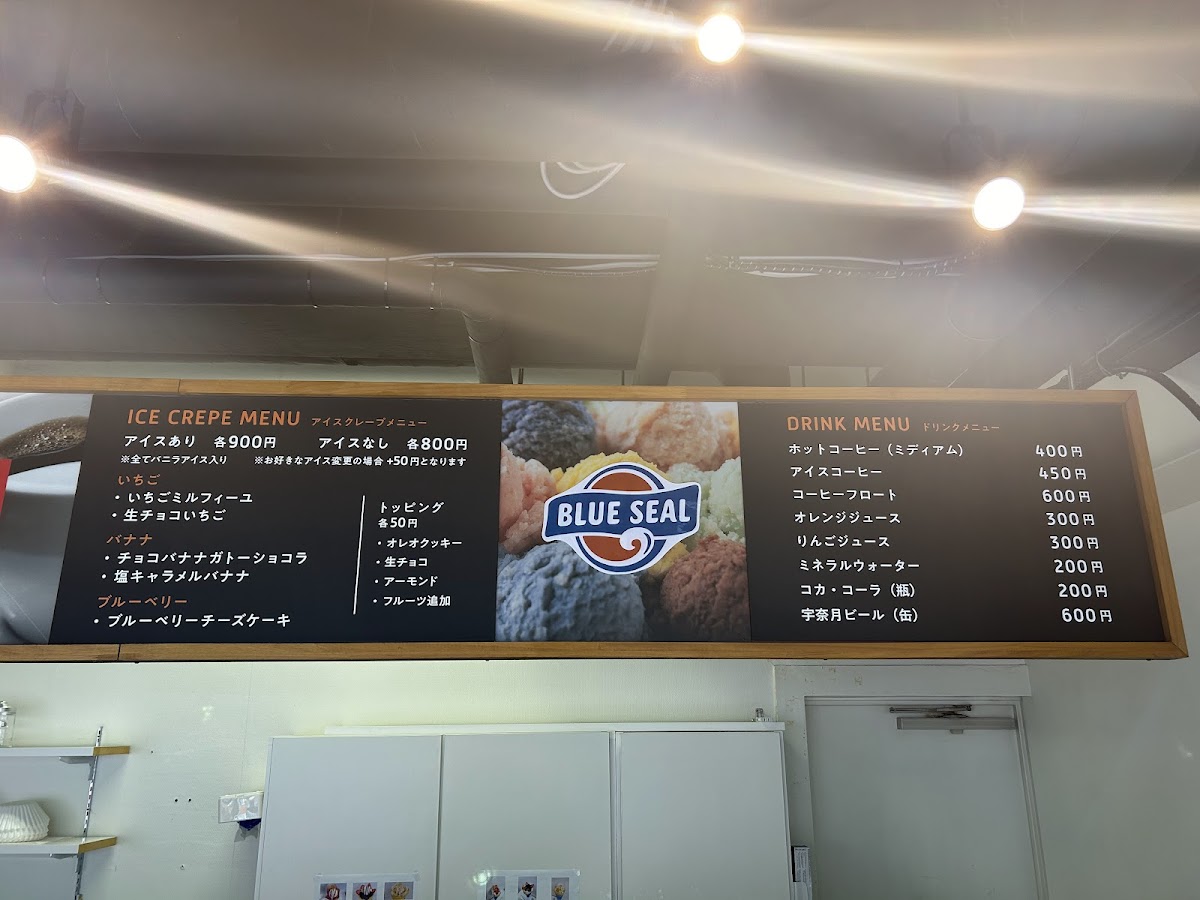 ICE CREPE MENU アイスクレープメニュー
アイスあり 各900円 アイスなし 各800円
※全てバニラアイス入り ※お好きなアイス変更の場合 +50円となります
いちご
・いちごミルフィーユ
・生チョコいちご
バナナ
・チョコバナナガトーショコラ
・塩キャラメルバナナ
ブルーベリー
・ブルーベリーチーズケーキ
トッピング
各50円
・オレオクッキー
・生チョコ
・アーモンド
・フルーツ追加
BLUE SEAL
DRINK MENU ドリンクメニュー
ホットコーヒー（ミディアム） 400円
アイスコーヒー 450円
コーヒーフロート 600円
オレンジジュース 300円
りんごジュース 300円
ミネラルウォーター 200円
コカ・コーラ（瓶） 200円
宇奈月ビール（缶） 600円